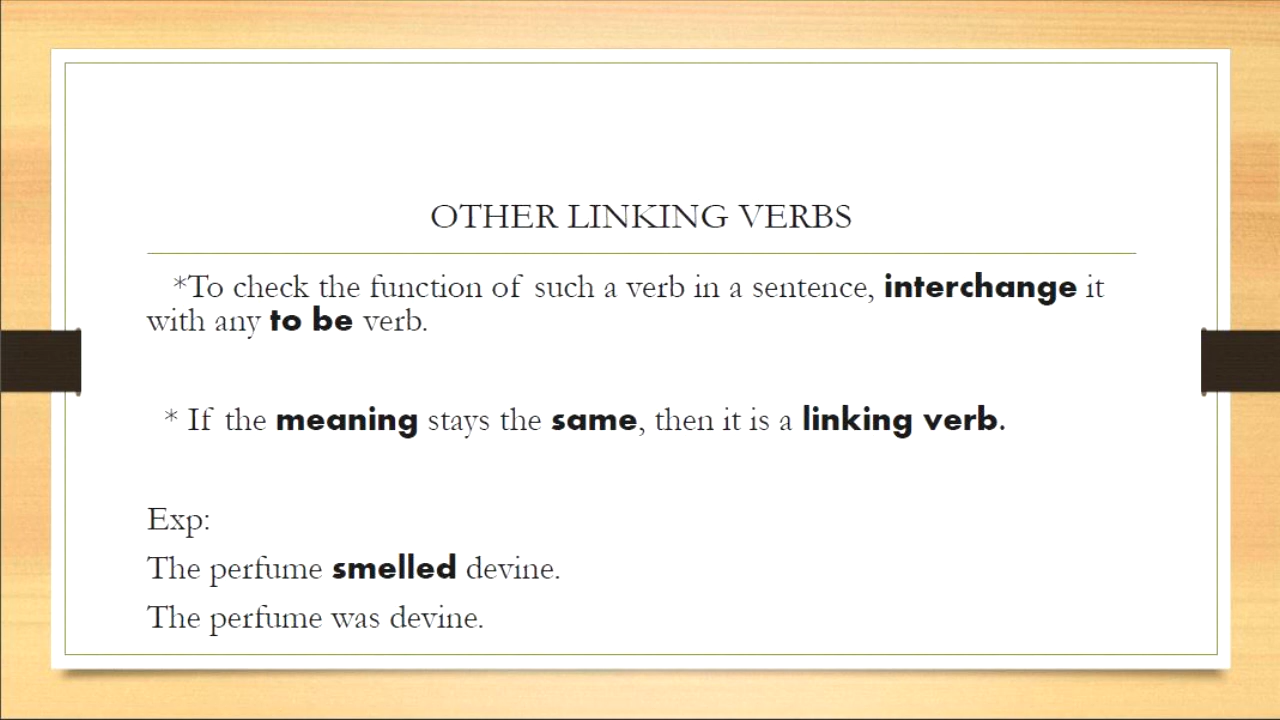 OTHER LINKING VERBS
*To check the function of such a verb in a sentence, interchange it
with any to be verb.
* If the meaning stays the same, then it is a linking verb.
Exp:
The perfume smelled devine.
The perfume was devine.